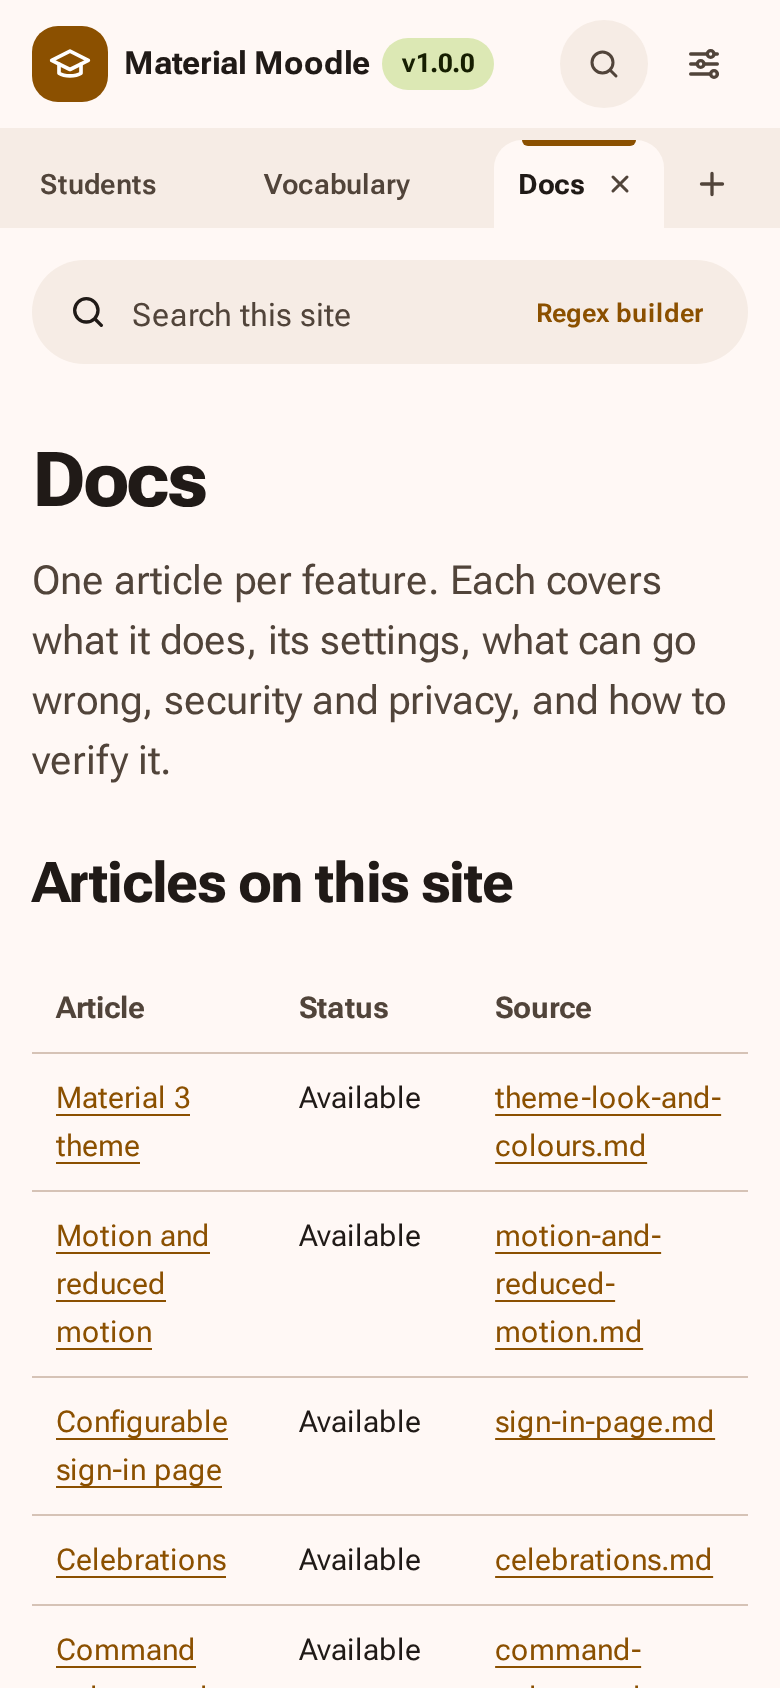 Material Moodle v1.0.0
Students Vocabulary Docs
Search this site Regex builder
Docs
One article per feature. Each covers
what it does, its settings, what can go
wrong, security and privacy, and how to
verify it.
Articles on this site
Article Status Source
Material 3 Available theme-look-and-
theme colours.md
Motion and Available motion-and-
reduced reduced-
motion motion.md
Configurable Available sign-in-page.md
sign-in page
Celebrations Available celebrations.md
Command Available command-